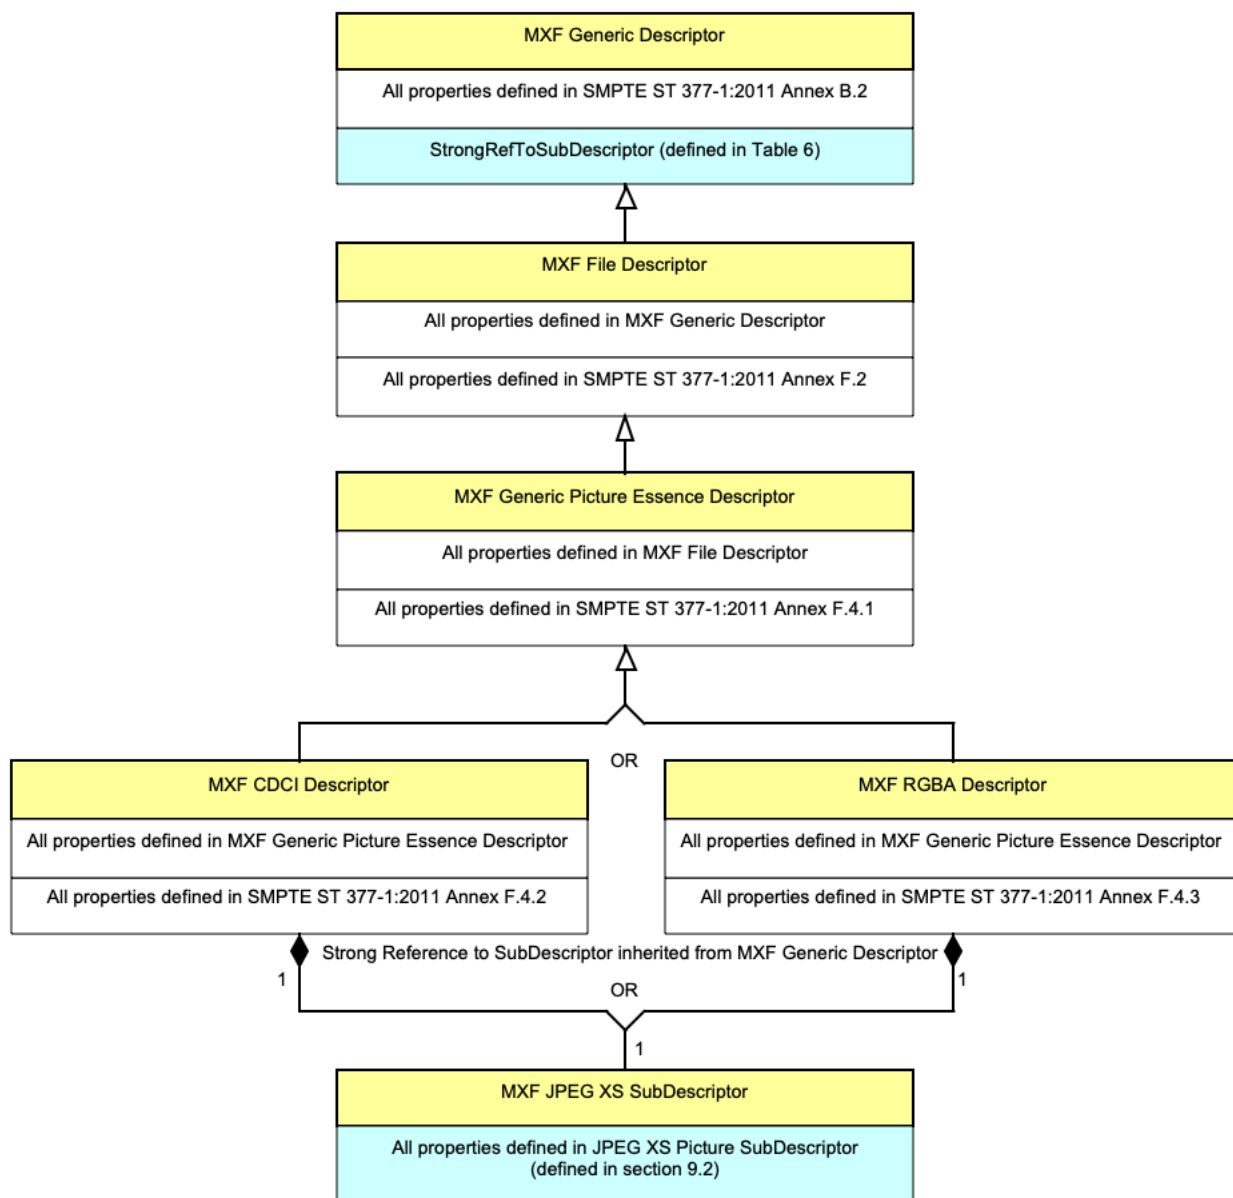 MXF Generic Descriptor
All properties defined in SMPTE ST 377-1:2011 Annex B.2
StrongRefToSubDescriptor (defined in Table 6)
MXF File Descriptor
All properties defined in MXF Generic Descriptor
All properties defined in SMPTE ST 377-1:2011 Annex F.2
MXF Generic Picture Essence Descriptor
All properties defined in MXF File Descriptor
All properties defined in SMPTE ST 377-1:2011 Annex F.4.1
OR
MXF CDCI Descriptor
All properties defined in MXF Generic Picture Essence Descriptor
All properties defined in SMPTE ST 377-1:2011 Annex F.4.2
MXF RGBA Descriptor
All properties defined in MXF Generic Picture Essence Descriptor
All properties defined in SMPTE ST 377-1:2011 Annex F.4.3
Strong Reference to SubDescriptor inherited from MXF Generic Descriptor
1
1
OR
1
MXF JPEG XS SubDescriptor
All properties defined in JPEG XS Picture SubDescriptor
(defined in section 9.2)